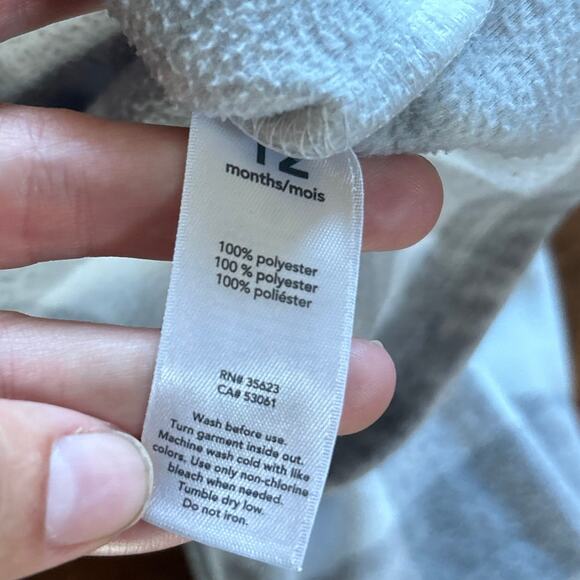 12
months/mois
100% polyester
100 % polyester
100% poliéster
RN# 35623
CA# 53061
Wash before use.
Turn garment inside out.
Machine wash cold with like
colors. Use only non-chlorine
bleach when needed.
Tumble dry low.
Do not iron.